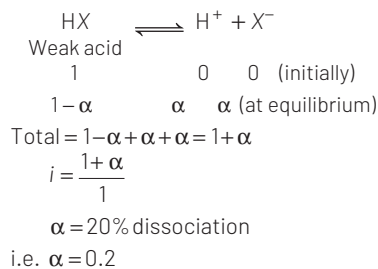 HX ⇌ H⁺ + X⁻
Weak acid
1 0 0 (initially)
1−α α α (at equilibrium)
Total = 1−α+α+α = 1+α
i = (1+α)/1
α = 20% dissociation
i.e. α = 0.2